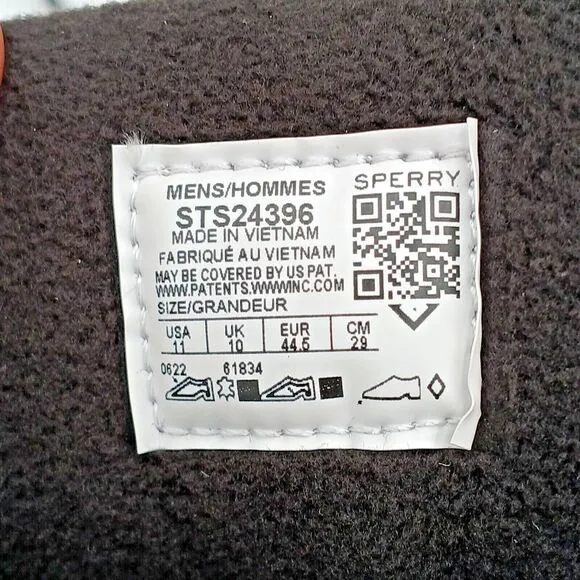 MENS/HOMMES
SPERRY
STS24396
MADE IN VIETNAM
FABRIQUÉ AU VIETNAM
MAY BE COVERED BY US PAT.
WWW.PATENTS.WWWINC.COM
SIZE/GRANDEUR
USA UK EUR CM
11 10 44.5 29
0622 61834